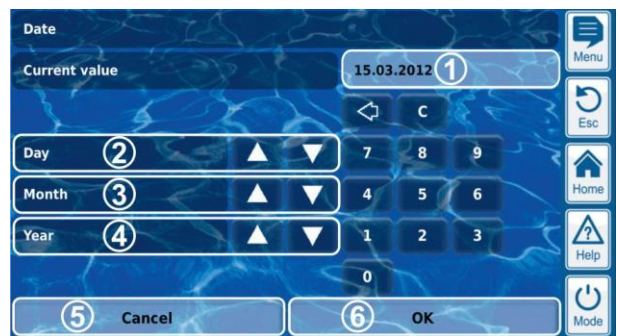 Date
Current value
15.03.2012 1
C
Day 2
7 8 9
Month 3
4 5 6
Year 4
1 2 3
0
5 Cancel
6 OK
Menu
Esc
Home
Help
Mode